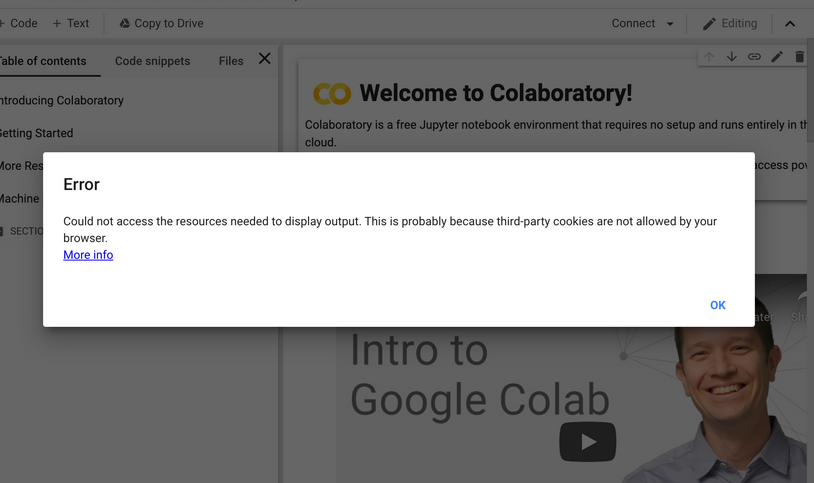 + Code + Text Copy to Drive Connect Editing
Table of contents Code snippets Files
Introducing Colaboratory
Getting Started
More Res
Machine
SECTIO
Welcome to Colaboratory!
Colaboratory is a free Jupyter notebook environment that requires no setup and runs entirely in th
cloud.
access pov
Error
Could not access the resources needed to display output. This is probably because third-party cookies are not allowed by your
browser.
More info
OK
ater Sh
Intro to
Google Colab